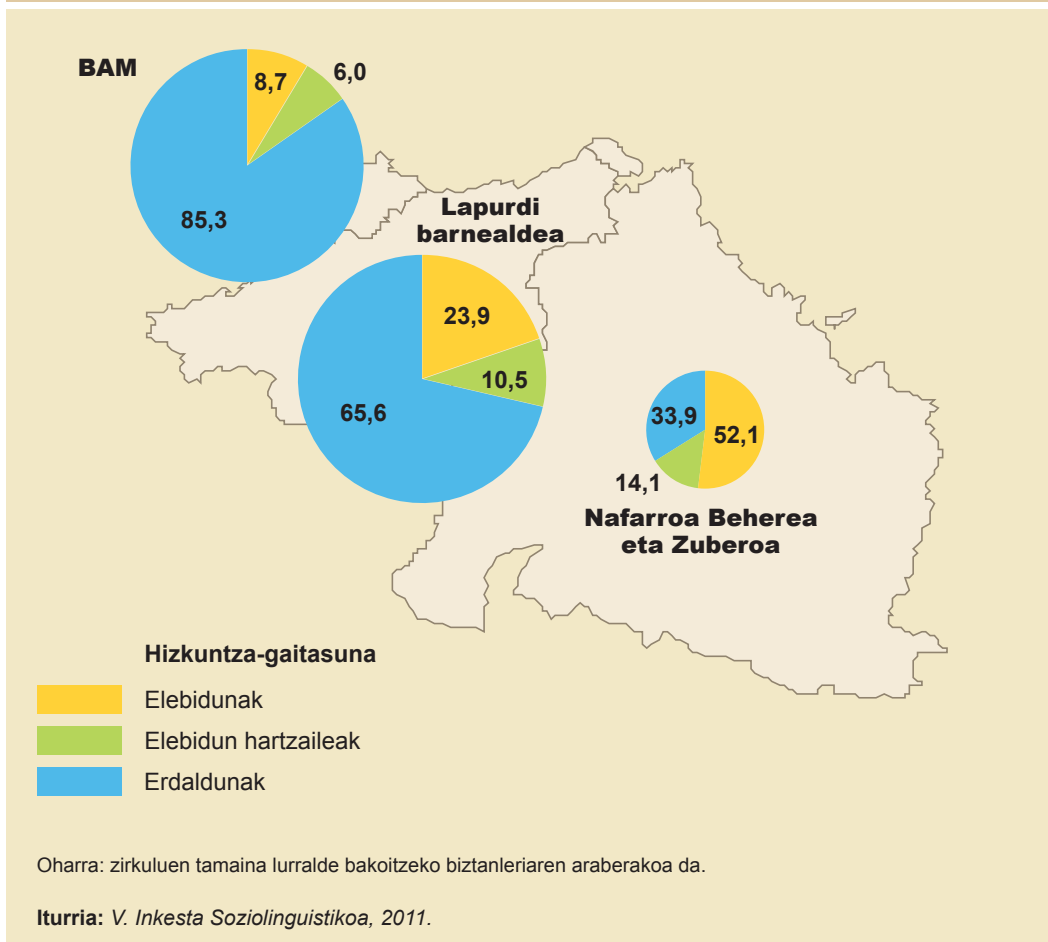 BAM
8,7
6,0
85,3
Lapurdi
barnealdea
23,9
10,5
65,6
33,9
52,1
14,1
Nafarroa Beherea
eta Zuberoa
Hizkuntza-gaitasuna
Elebidunak
Elebidun hartzaileak
Erdaldunak
Oharra: zirkuluen tamaina lurralde bakoitzeko biztanleriaren araberakoa da.
Iturria: V. Inkesta Soziolinguistikoa, 2011.